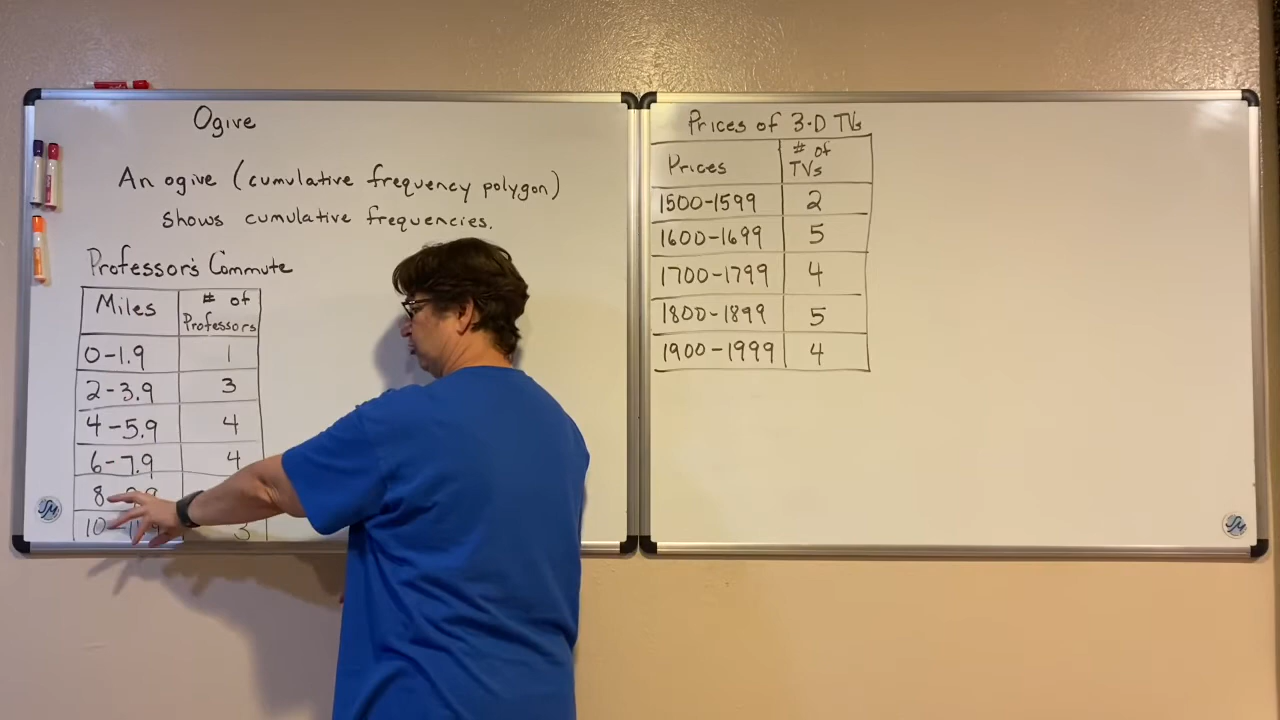 Ogive
An ogive (cumulative frequency polygon)
shows cumulative frequencies.
Professor's Commute
Miles # of Professors
0-1.9 1
2-3.9 3
4-5.9 4
6-7.9 4
8-
10- 3
Prices of 3-D TVs
Prices # of TVs
1500-1599 2
1600-1699 5
1700-1799 4
1800-1899 5
1900-1999 4
SM
SM